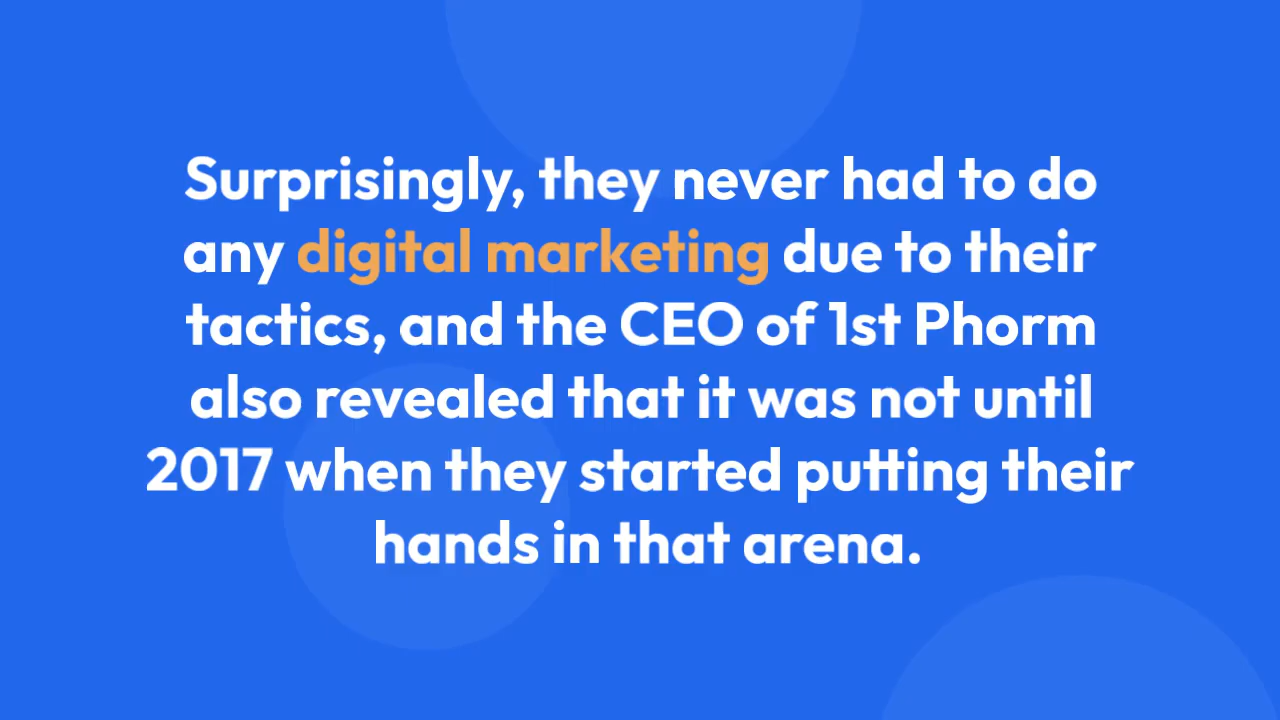 Surprisingly, they never had to do
any digital marketing due to their
tactics, and the CEO of 1st Phorm
also revealed that it was not until
2017 when they started putting their
hands in that arena.